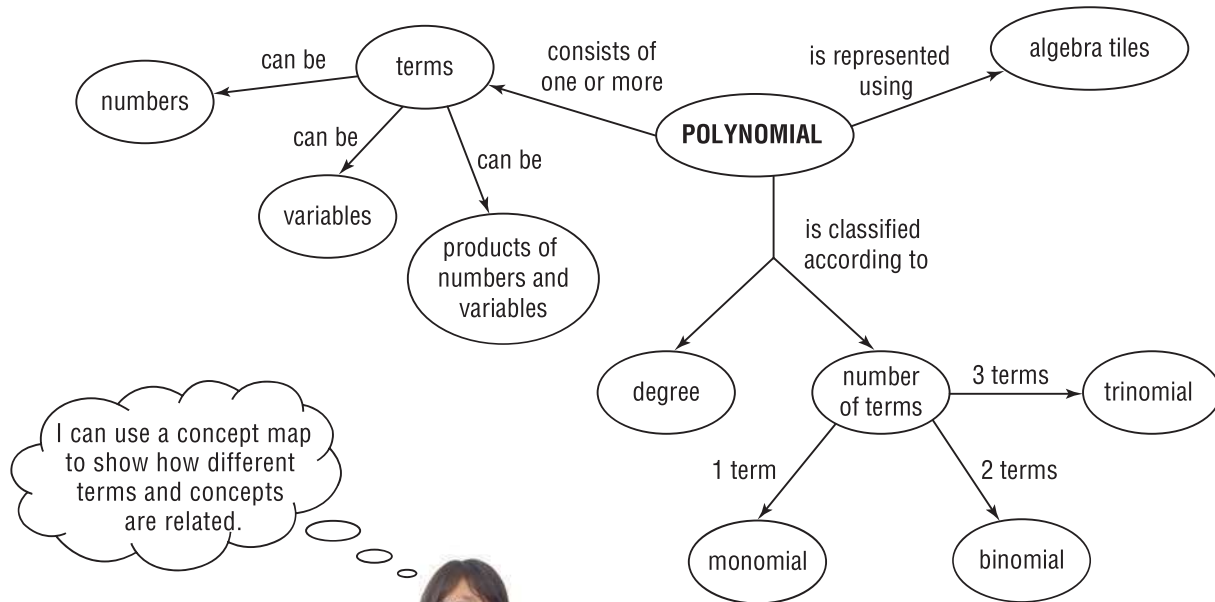 can be
terms
consists of
one or more
is represented
using
algebra tiles
numbers
POLYNOMIAL
can be
can be
variables
products of
numbers and
variables
is classified
according to
degree
number
of terms
3 terms
trinomial
1 term
2 terms
monomial
binomial
I can use a concept map
to show how different
terms and concepts
are related.